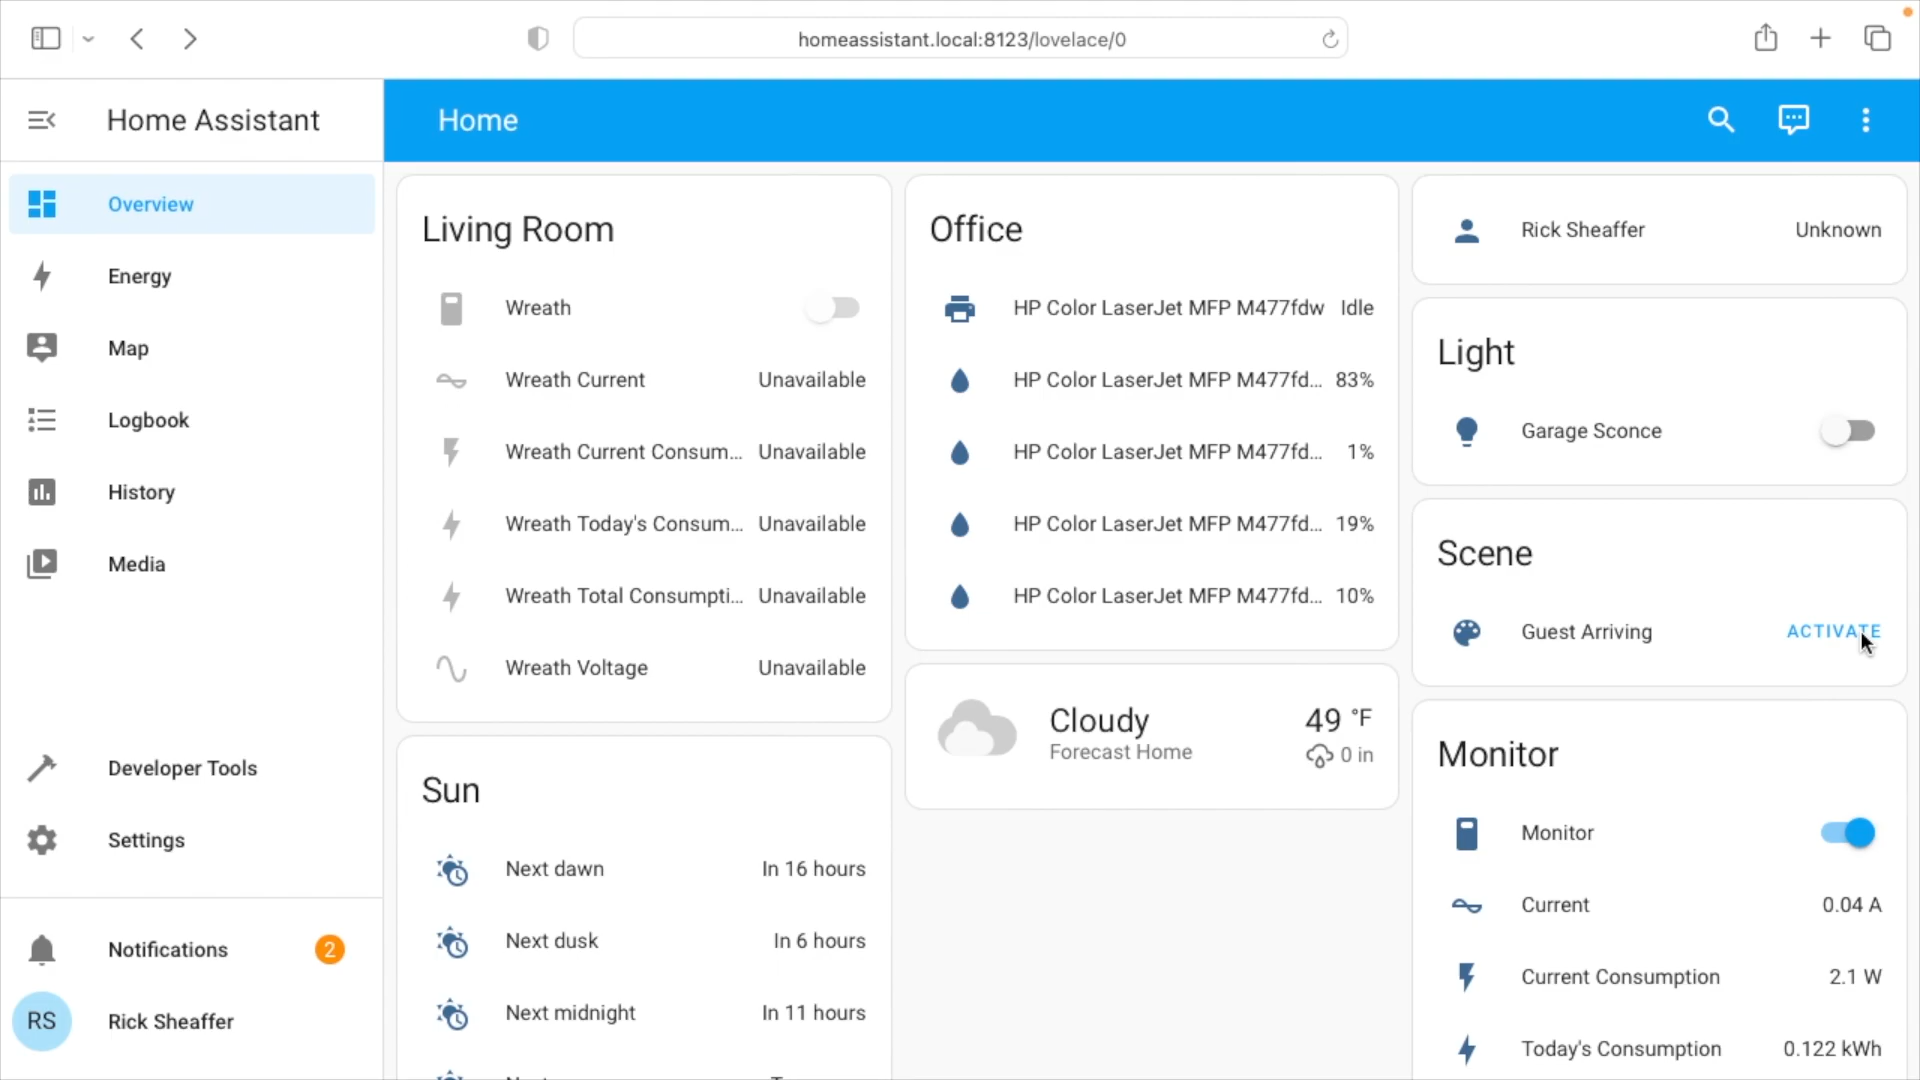 homeassistant.local:8123/lovelace/0
Home Assistant
Home
Overview
Energy
Map
Logbook
History
Media
Developer Tools
Settings
Notifications 2
RS Rick Sheaffer
Living Room
Wreath
Wreath Current Unavailable
Wreath Current Consum... Unavailable
Wreath Today's Consum... Unavailable
Wreath Total Consumpti... Unavailable
Wreath Voltage Unavailable
Sun
Next dawn In 16 hours
Next dusk In 6 hours
Next midnight In 11 hours
Office
HP Color LaserJet MFP M477fdw Idle
HP Color LaserJet MFP M477fd... 83%
HP Color LaserJet MFP M477fd... 1%
HP Color LaserJet MFP M477fd... 19%
HP Color LaserJet MFP M477fd... 10%
Cloudy 49 °F
Forecast Home 0 in
Rick Sheaffer Unknown
Light
Garage Sconce
Scene
Guest Arriving ACTIVATE
Monitor
Monitor
Current 0.04 A
Current Consumption 2.1 W
Today's Consumption 0.122 kWh